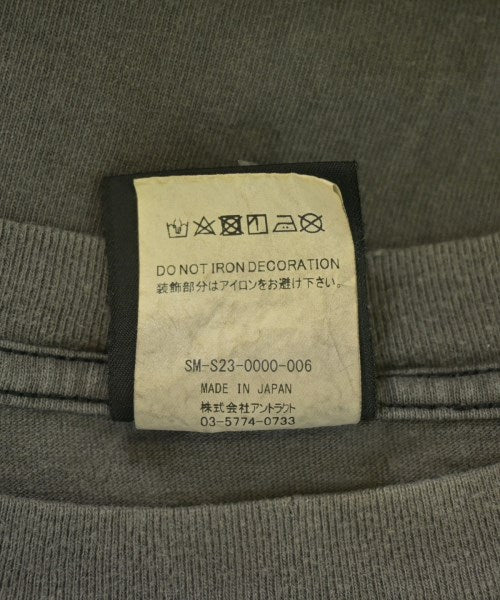 DO NOT IRON DECORATION
装飾部分はアイロンをお避け下さい。
SM-S23-0000-006
MADE IN JAPAN
株式会社アントラクト
03-5774-0733